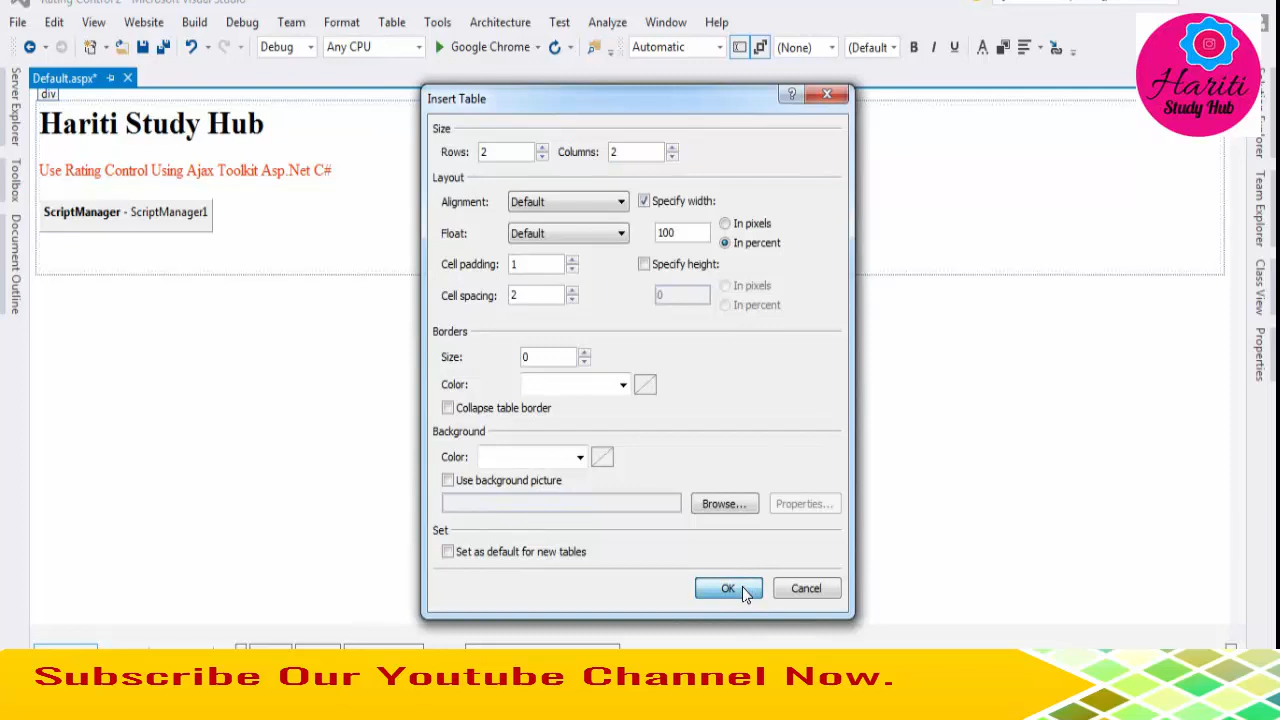 File Edit View Website Build Debug Team Format Table Tools Architecture Test Analyze Window Help
Debug Any CPU Google Chrome Automatic (None) (Default B I U A
Default.aspx*
div
Hariti Study Hub
Use Rating Control Using Ajax Toolkit Asp.Net C#
ScriptManager - ScriptManager1
Server Explorer
Toolbox
Document Outline
Insert Table
Size
Rows: 2 Columns: 2
Layout
Alignment: Default Specify width:
In pixels
Float: Default 100 In percent
Cell padding: 1 Specify height:
In pixels
Cell spacing: 2 0 In percent
Borders
Size: 0
Color:
Collapse table border
Background
Color:
Use background picture
Browse... Properties...
Set
Set as default for new tables
OK Cancel
Hariti
Study Hub
Team Explorer
Class View
Properties
Subscribe Our Youtube Channel Now.